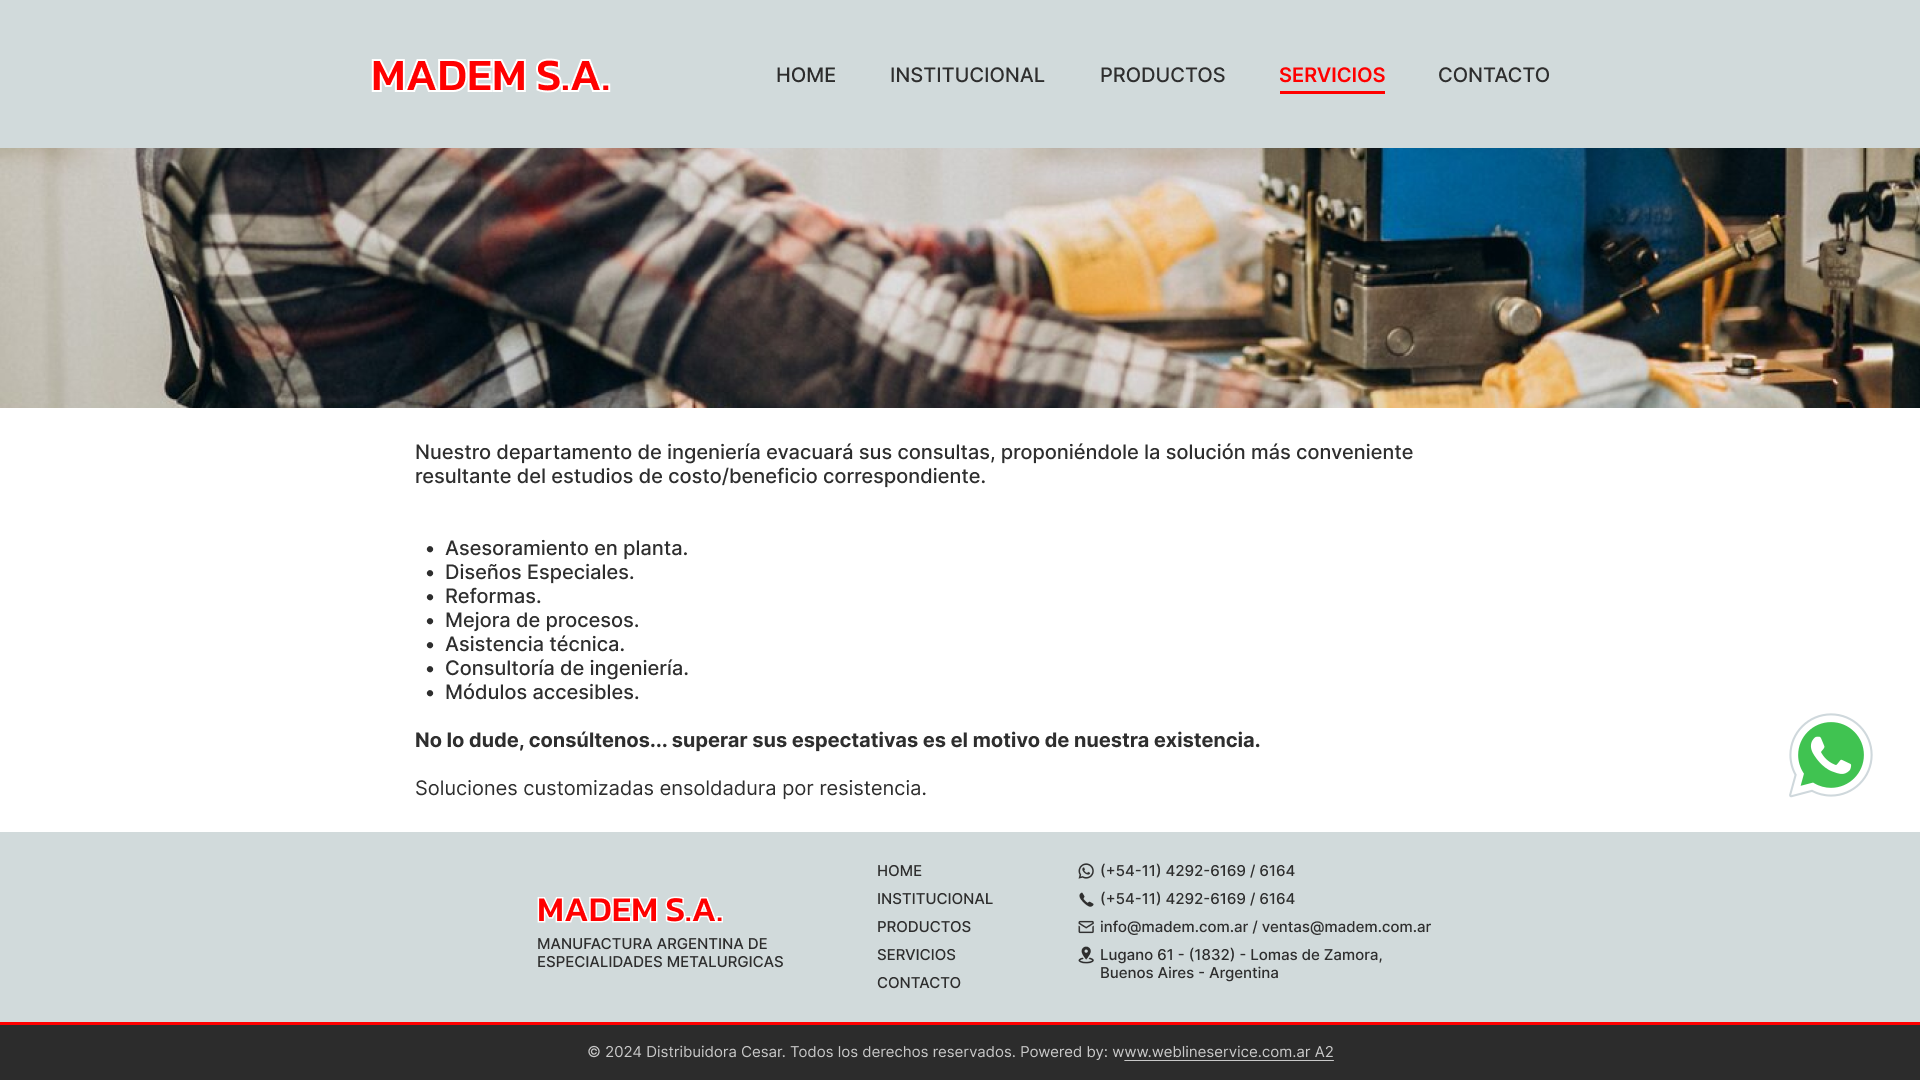 MADEM S.A.
HOME
INSTITUCIONAL
PRODUCTOS
SERVICIOS
CONTACTO
Nuestro departamento de ingeniería evacuará sus consultas, proponiéndole la solución más conveniente
resultante del estudios de costo/beneficio correspondiente.
• Asesoramiento en planta.
• Diseños Especiales.
• Reformas.
• Mejora de procesos.
• Asistencia técnica.
• Consultoría de ingeniería.
• Módulos accesibles.
No lo dude, consúltenos... superar sus espectativas es el motivo de nuestra existencia.
Soluciones customizadas ensoldadura por resistencia.
MADEM S.A.
MANUFACTURA ARGENTINA DE
ESPECIALIDADES METALURGICAS
HOME
INSTITUCIONAL
PRODUCTOS
SERVICIOS
CONTACTO
(+54-11) 4292-6169 / 6164
(+54-11) 4292-6169 / 6164
info@madem.com.ar / ventas@madem.com.ar
Lugano 61 - (1832) - Lomas de Zamora,
Buenos Aires - Argentina
© 2024 Distribuidora Cesar. Todos los derechos reservados. Powered by: www.weblineservice.com.ar A2